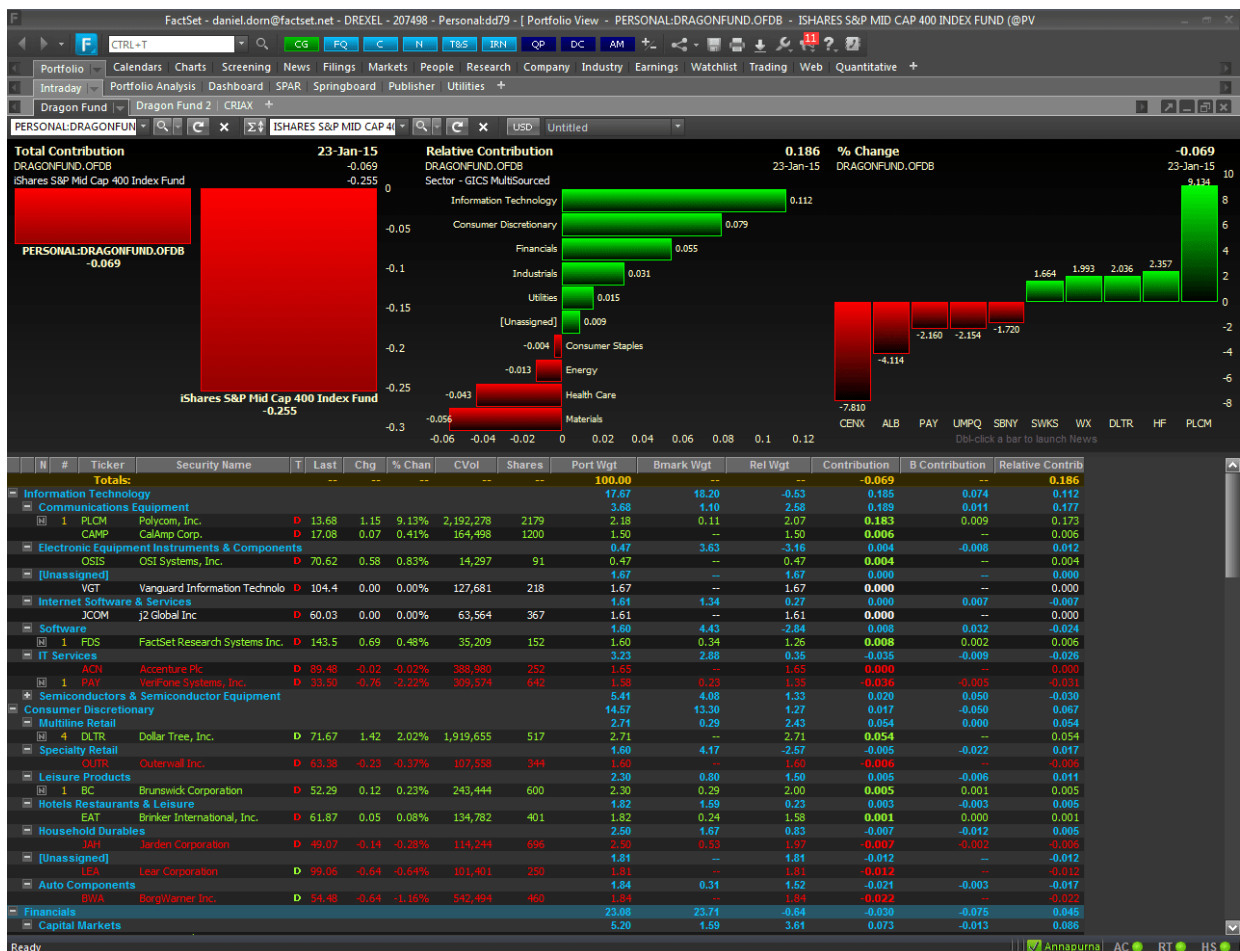 FactSet - daniel.dorn@factset.net - DREXEL - 207498 - Personal:dd79 - [ Portfolio View - PERSONAL:DRAGONFUND.OFDB - ISHARES S&P MID CAP 400 INDEX FUND (@PV
F CTRL+T CG FQ C N T&S IRN QP DC AM 11
Portfolio Calendars Charts Screening News Filings Markets People Research Company Industry Earnings Watchlist Trading Web Quantitative +
Intraday Portfolio Analysis Dashboard SPAR Springboard Publisher Utilities +
Dragon Fund Dragon Fund 2 CRIAX +
PERSONAL:DRAGONFUN ISHARES S&P MID CAP 4( USD Untitled
Total Contribution 23-Jan-15
DRAGONFUND.OFDB -0.069
iShares S&P Mid Cap 400 Index Fund -0.255
0
-0.05
-0.1
-0.15
-0.2
-0.25
-0.3
PERSONAL:DRAGONFUND.OFDB
-0.069
iShares S&P Mid Cap 400 Index Fund
-0.255
Relative Contribution 0.186
DRAGONFUND.OFDB 23-Jan-15
Sector - GICS MultiSourced
Information Technology 0.112
Consumer Discretionary 0.079
Financials 0.055
Industrials 0.031
Utilities 0.015
[Unassigned] 0.009
-0.004 Consumer Staples
-0.013 Energy
-0.043 Health Care
-0.056 Materials
-0.06 -0.04 -0.02 0 0.02 0.04 0.06 0.08 0.1 0.12
% Change -0.069
DRAGONFUND.OFDB 23-Jan-15
10
8
6
4
2
0
-2
-4
-6
-8
-7.810 -4.114 -2.160 -2.154 -1.720 1.664 1.993 2.036 2.357 9.134
CENX ALB PAY UMPQ SBNY SWKS WX DLTR HF PLCM
Dbl-click a bar to launch News
N # Ticker Security Name T Last Chg % Chan CVol Shares Port Wgt Bmark Wgt Rel Wgt Contribution B Contribution Relative Contrib
Totals: -- -- -- -- -- 100.00 -- -- -0.069 -- 0.186
Information Technology 17.67 18.20 -0.53 0.185 0.074 0.112
Communications Equipment 3.68 1.10 2.58 0.189 0.011 0.177
N 1 PLCM Polycom, Inc. D 13.68 1.15 9.13% 2,192,278 2179 2.18 0.11 2.07 0.183 0.009 0.173
CAMP CalAmp Corp. D 17.08 0.07 0.41% 164,498 1200 1.50 -- 1.50 0.006 -- 0.006
Electronic Equipment Instruments & Components 0.47 3.63 -3.16 0.004 -0.008 0.012
OSIS OSI Systems, Inc. D 70.62 0.58 0.83% 14,297 91 0.47 -- 0.47 0.004 -- 0.004
[Unassigned] 1.67 -- 1.67 0.000 -- 0.000
VGT Vanguard Information Technolo D 104.4 0.00 0.00% 127,681 218 1.67 -- 1.67 0.000 -- 0.000
Internet Software & Services 1.61 1.34 0.27 0.000 0.007 -0.007
JCOM j2 Global Inc D 60.03 0.00 0.00% 63,564 367 1.61 -- 1.61 0.000 -- 0.000
Software 1.60 4.43 -2.84 0.008 0.032 -0.024
N 1 FDS FactSet Research Systems Inc. D 143.5 0.69 0.48% 35,209 152 1.60 0.34 1.26 0.008 0.002 0.006
IT Services 3.23 2.88 0.35 -0.035 -0.009 -0.026
ACN Accenture Plc D 89.48 -0.02 -0.02% 388,980 252 1.65 -- 1.65 0.000 -- 0.000
N 1 PAY VeriFone Systems, Inc. D 33.50 -0.76 -2.22% 309,574 642 1.58 0.23 1.35 -0.036 -0.005 -0.031
Semiconductors & Semiconductor Equipment 5.41 4.08 1.33 0.020 0.050 -0.030
Consumer Discretionary 14.57 13.30 1.27 0.017 -0.050 0.067
Multiline Retail 2.71 0.29 2.43 0.054 0.000 0.054
N 4 DLTR Dollar Tree, Inc. D 71.67 1.42 2.02% 1,919,655 517 2.71 -- 2.71 0.054 -- 0.054
Specialty Retail 1.60 4.17 -2.57 -0.005 -0.022 0.017
OUTR Outerwall Inc. D 63.38 -0.23 -0.37% 107,558 344 1.60 -- 1.60 -0.006 -- -0.006
Leisure Products 2.30 0.80 1.50 0.005 -0.006 0.011
N 1 BC Brunswick Corporation D 52.29 0.12 0.23% 243,444 600 2.30 0.29 2.00 0.005 0.001 0.005
Hotels Restaurants & Leisure 1.82 1.59 0.23 0.003 -0.003 0.005
EAT Brinker International, Inc. D 61.87 0.05 0.08% 134,782 401 1.82 0.24 1.58 0.001 0.000 0.001
Household Durables 2.50 1.67 0.83 -0.007 -0.012 0.005
JAH Jarden Corporation D 49.07 -0.14 -0.28% 114,244 696 2.50 0.53 1.97 -0.007 -0.002 -0.006
[Unassigned] 1.81 -- 1.81 -0.012 -- -0.012
LEA Lear Corporation D 99.06 -0.64 -0.64% 101,401 250 1.81 -- 1.81 -0.012 -- -0.012
Auto Components 1.84 0.31 1.52 -0.021 -0.003 -0.017
BWA BorgWarner Inc. D 54.48 -0.64 -1.16% 542,494 460 1.84 -- 1.84 -0.022 -- -0.022
Financials 23.08 23.71 -0.64 -0.030 -0.075 0.045
Capital Markets 5.20 1.59 3.61 0.073 -0.013 0.086
Ready Annapurna AC RT HS